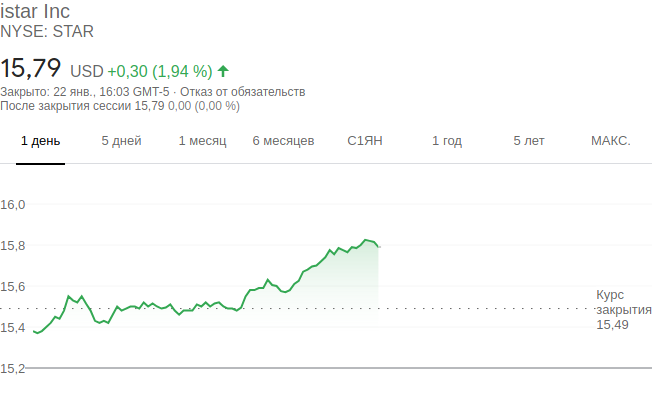 istar Inc
NYSE: STAR
15,79 USD +0,30 (1,94 %)
Закрыто: 22 янв., 16:03 GMT-5 · Отказ от обязательств
После закрытия сессии 15,79 0,00 (0,00 %)
1 день 5 дней 1 месяц 6 месяцев С1ЯН 1 год 5 лет МАКС.
16,0
15,8
15,6
Курс
закрытия
15,49
15,4
15,2